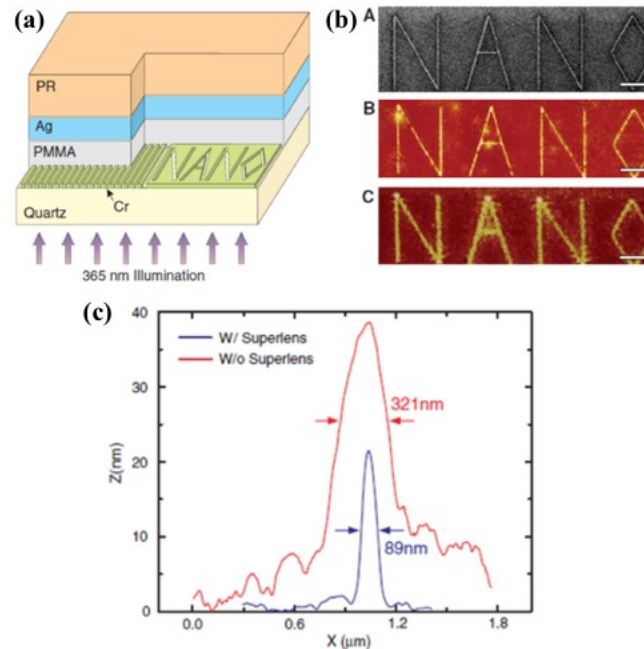 (a)
PR
Ag
PMMA
NANO
Cr
Quartz
365 nm Illumination
(b)
A
NANO
B
NANO
C
NANO
(c)
40
30
20
10
0
Z(nm)
W/ Superlens
W/o Superlens
321nm
89nm
0.0 0.6 1.2 1.8
X (μm)